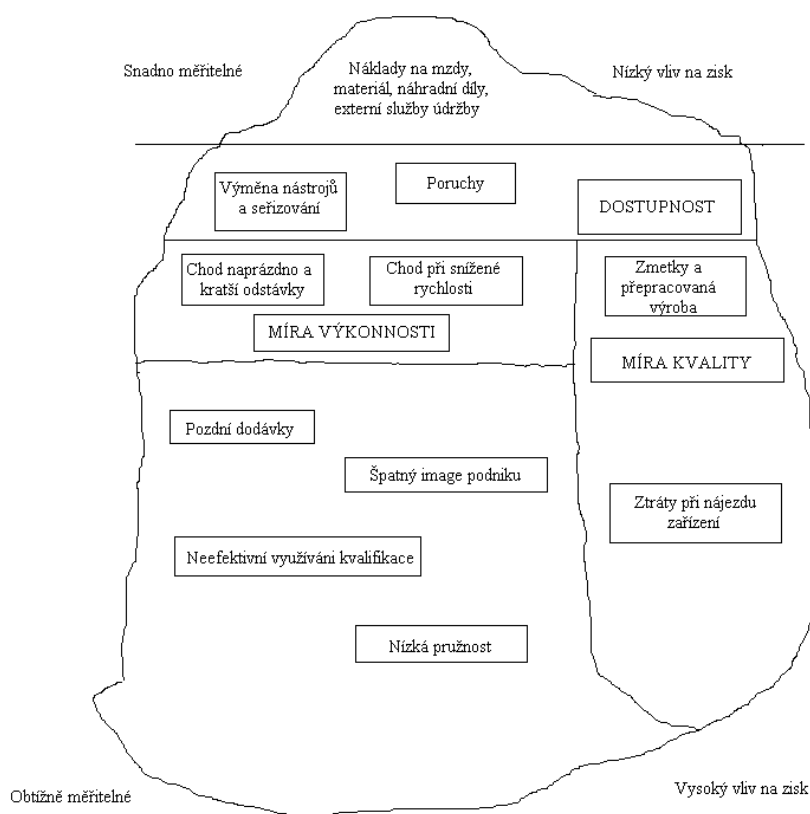 Snadno měřitelné
Náklady na mzdy,
materiál, náhradní díly,
externí služby údržby
Nízký vliv na zisk
Výměna nástrojů
a seřizování
Poruchy
DOSTUPNOST
Chod naprázdno a
kratší odstávky
Chod při snížené
rychlosti
Zmetky a
přepracovaná
výroba
MÍRA VÝKONNOSTI
MÍRA KVALITY
Pozdní dodávky
Špatný image podniku
Ztráty při nájezdu
zařízení
Neefektivní využíváni kvalifikace
Nízká pružnost
Obtížně měřitelné
Vysoký vliv na zisk